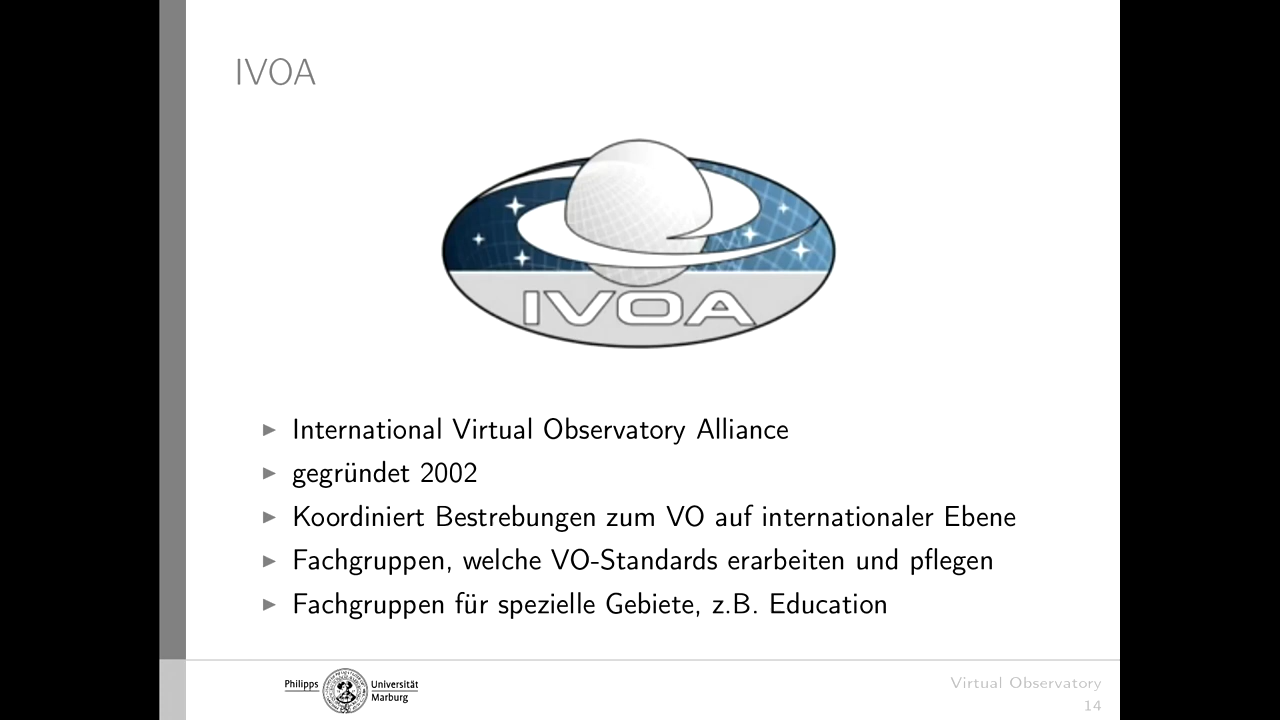 IVOA
IVOA
International Virtual Observatory Alliance
gegründet 2002
Koordiniert Bestrebungen zum VO auf internationaler Ebene
Fachgruppen, welche VO-Standards erarbeiten und pflegen
Fachgruppen für spezielle Gebiete, z.B. Education
Philipps Universität
Marburg
Virtual Observatory
14